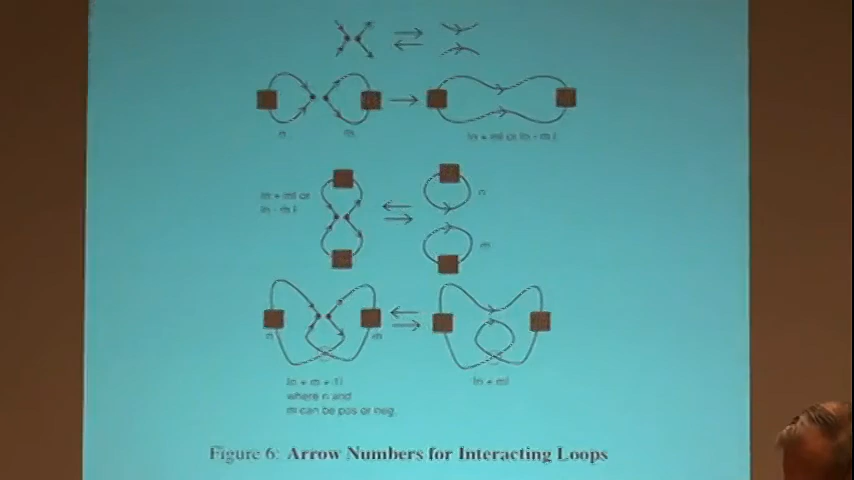 n
m
|n + m| or |n - m|
|n + m| or
|n - m|
n
m
n
m
|n + m + 1|
where n and
m can be pos or neg.
|n + m|
Figure 6: Arrow Numbers for Interacting Loops